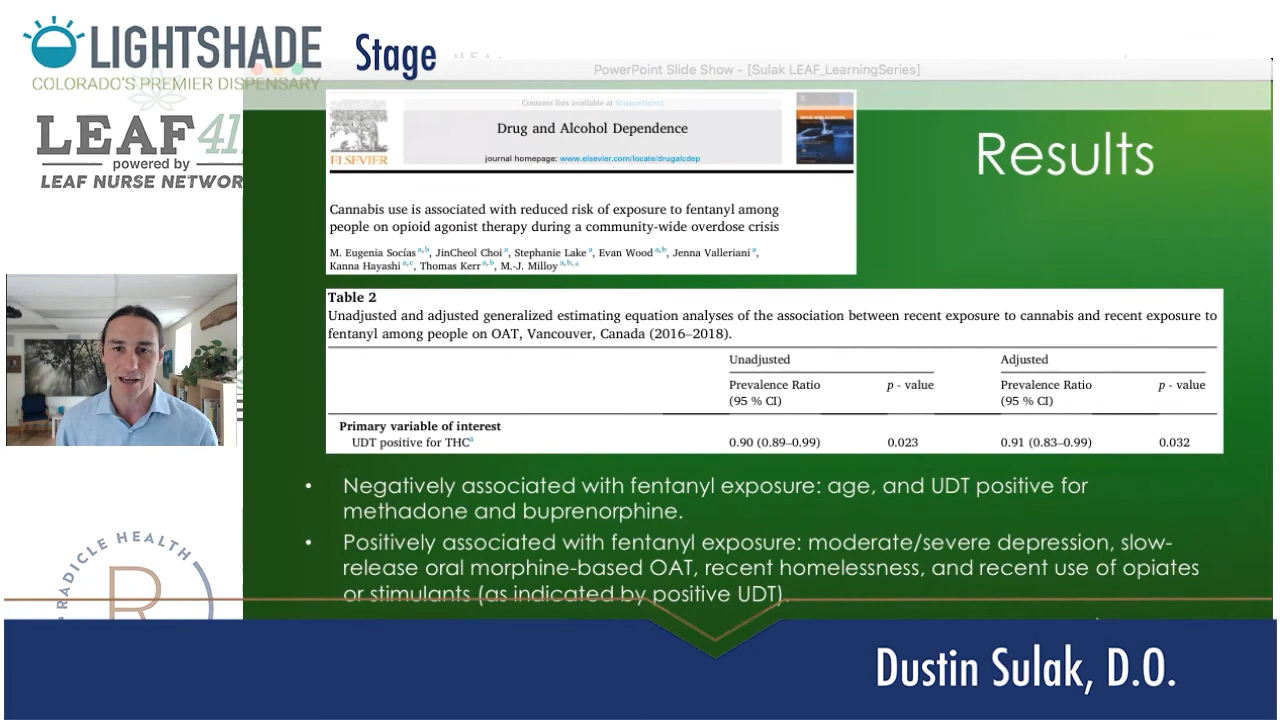 LIGHTSHADE
COLORADO'S PREMIER DISPENSARY
Stage
PowerPoint Slide Show - [Sulak LEAF_LearningSeries]
LEAF 41
powered by
LEAF NURSE NETWOR
Contents lists available at ScienceDirect
Drug and Alcohol Dependence
journal homepage: www.elsevier.com/locate/drugalcdep
ELSEVIER
Results
Cannabis use is associated with reduced risk of exposure to fentanyl among
people on opioid agonist therapy during a community-wide overdose crisis
M. Eugenia Socías a,b, JinCheol Choi a, Stephanie Lake a, Evan Wood a,b, Jenna Valleriani a,
Kanna Hayashi a,c, Thomas Kerr a,b, M.-J. Milloy a,b,*
Table 2
Unadjusted and adjusted generalized estimating equation analyses of the association between recent exposure to cannabis and recent exposure to
fentanyl among people on OAT, Vancouver, Canada (2016–2018).
Unadjusted Adjusted
Prevalence Ratio p - value Prevalence Ratio p - value
(95 % CI) (95 % CI)
Primary variable of interest
UDT positive for THC a 0.90 (0.89–0.99) 0.023 0.91 (0.83–0.99) 0.032
• Negatively associated with fentanyl exposure: age, and UDT positive for
methadone and buprenorphine.
• Positively associated with fentanyl exposure: moderate/severe depression, slow-
release oral morphine-based OAT, recent homelessness, and recent use of opiates
or stimulants (as indicated by positive UDT).
RADICLE HEALTH
R
Dustin Sulak, D.O.